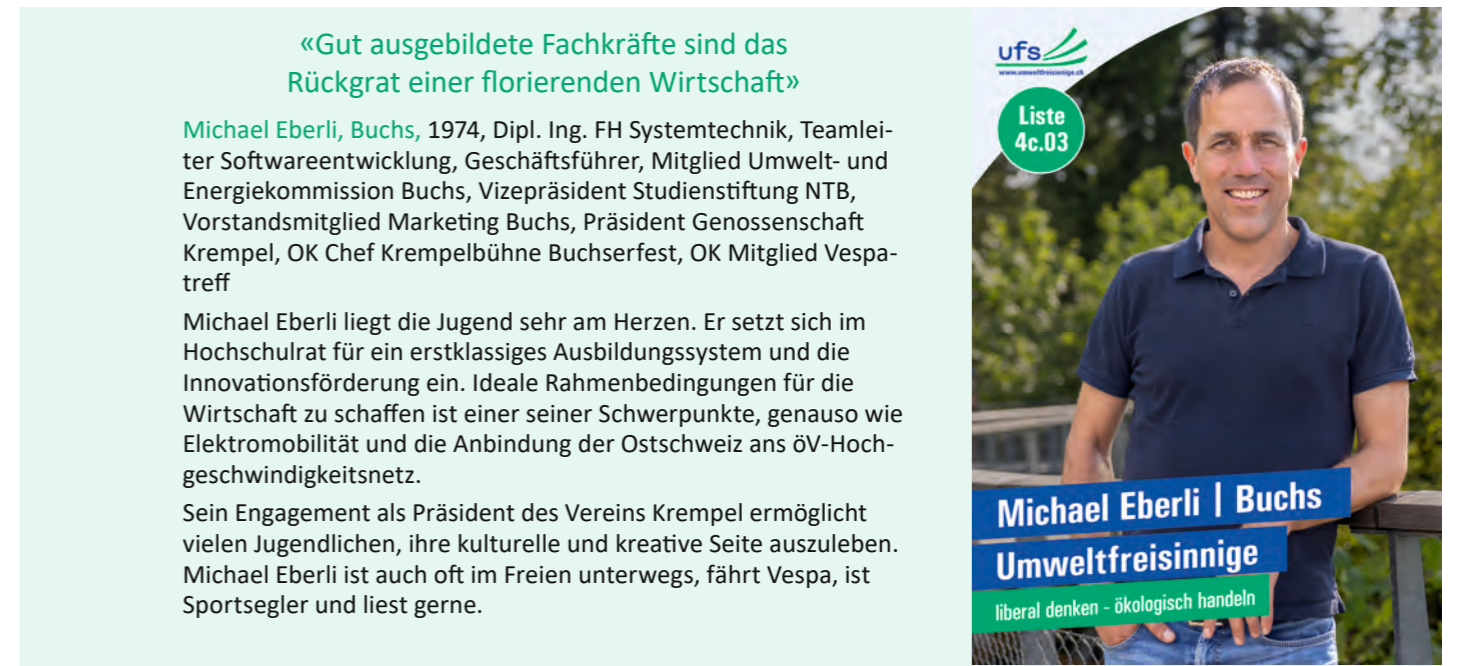 «Gut ausgebildete Fachkräfte sind das
Rückgrat einer florierenden Wirtschaft»
Michael Eberli, Buchs, 1974, Dipl. Ing. FH Systemtechnik, Teamlei-
ter Softwareentwicklung, Geschäftsführer, Mitglied Umwelt- und
Energiekommission Buchs, Vizepräsident Studienstiftung NTB,
Vorstandsmitglied Marketing Buchs, Präsident Genossenschaft
Krempel, OK Chef Krempelbühne Buchserfest, OK Mitglied Vespa-
treff
Michael Eberli liegt die Jugend sehr am Herzen. Er setzt sich im
Hochschulrat für ein erstklassiges Ausbildungssystem und die
Innovationsförderung ein. Ideale Rahmenbedingungen für die
Wirtschaft zu schaffen ist einer seiner Schwerpunkte, genauso wie
Elektromobilität und die Anbindung der Ostschweiz ans öV-Hoch-
geschwindigkeitsnetz.
Sein Engagement als Präsident des Vereins Krempel ermöglicht
vielen Jugendlichen, ihre kulturelle und kreative Seite auszuleben.
Michael Eberli ist auch oft im Freien unterwegs, fährt Vespa, ist
Sportsegler und liest gerne.
ufs
www.umweltfreisinnige.ch
Liste
4c.03
Michael Eberli | Buchs
Umweltfreisinnige
liberal denken - ökologisch handeln